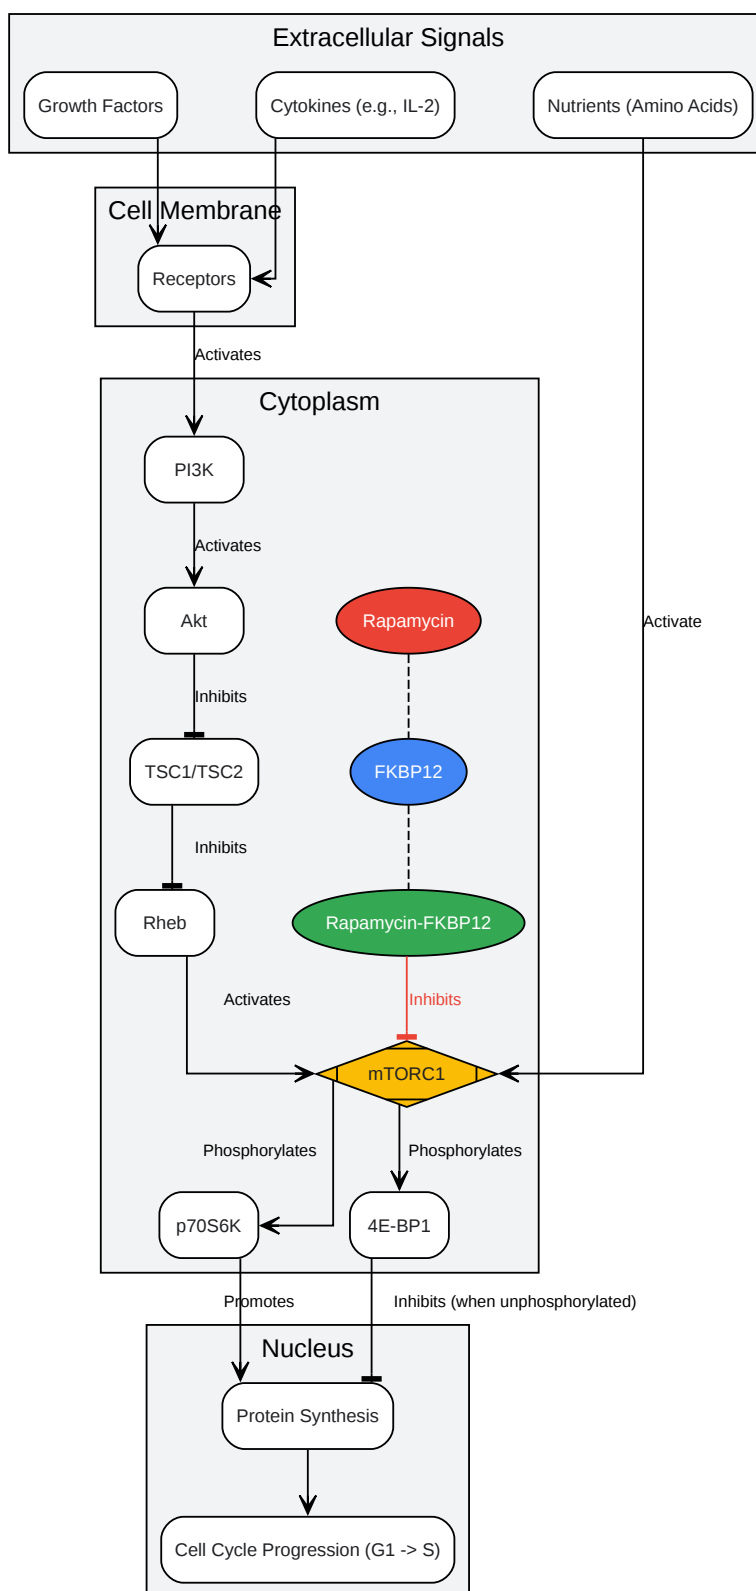 Extracellular Signals
Growth Factors
Cytokines (e.g., IL-2)
Nutrients (Amino Acids)
Cell Membrane
Receptors
Activates
Cytoplasm
PI3K
Activates
Akt
Rapamycin
Activate
Inhibits
TSC1/TSC2
FKBP12
Inhibits
Rheb
Rapamycin-FKBP12
Activates
Inhibits
mTORC1
Phosphorylates
Phosphorylates
p70S6K
4E-BP1
Promotes
Inhibits (when unphosphorylated)
Nucleus
Protein Synthesis
Cell Cycle Progression (G1 -> S)